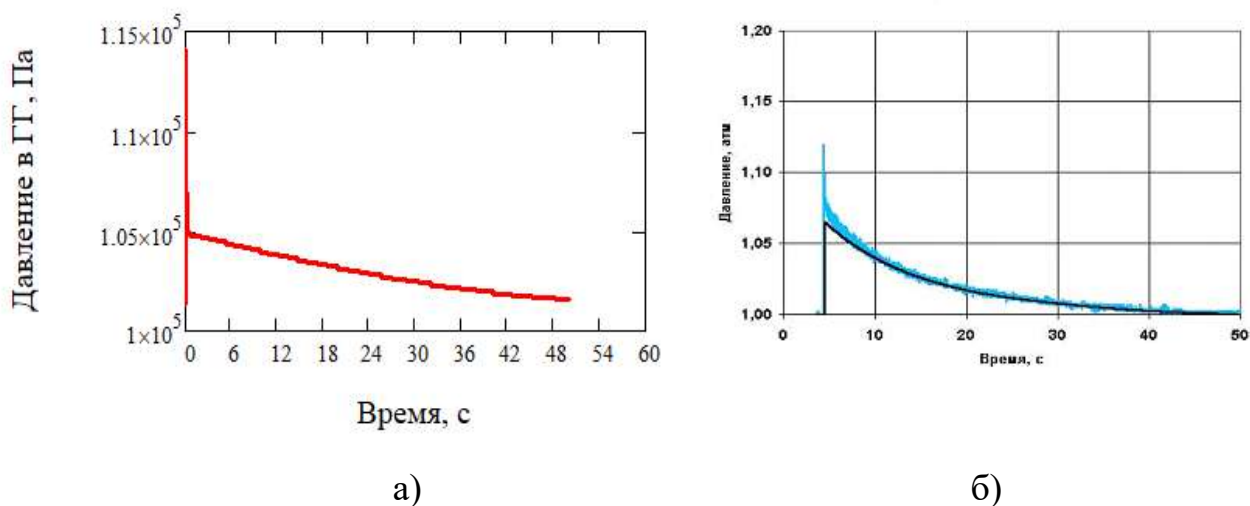 Давление в ГГ, Па
1.15×10⁵
1.1×10⁵
1.05×10⁵
1×10⁵
0 6 12 18 24 30 36 42 48 54 60
Время, с
а)
Давление, атм
1,20
1,15
1,10
1,05
1,00
0 10 20 30 40 50
Время, с
б)